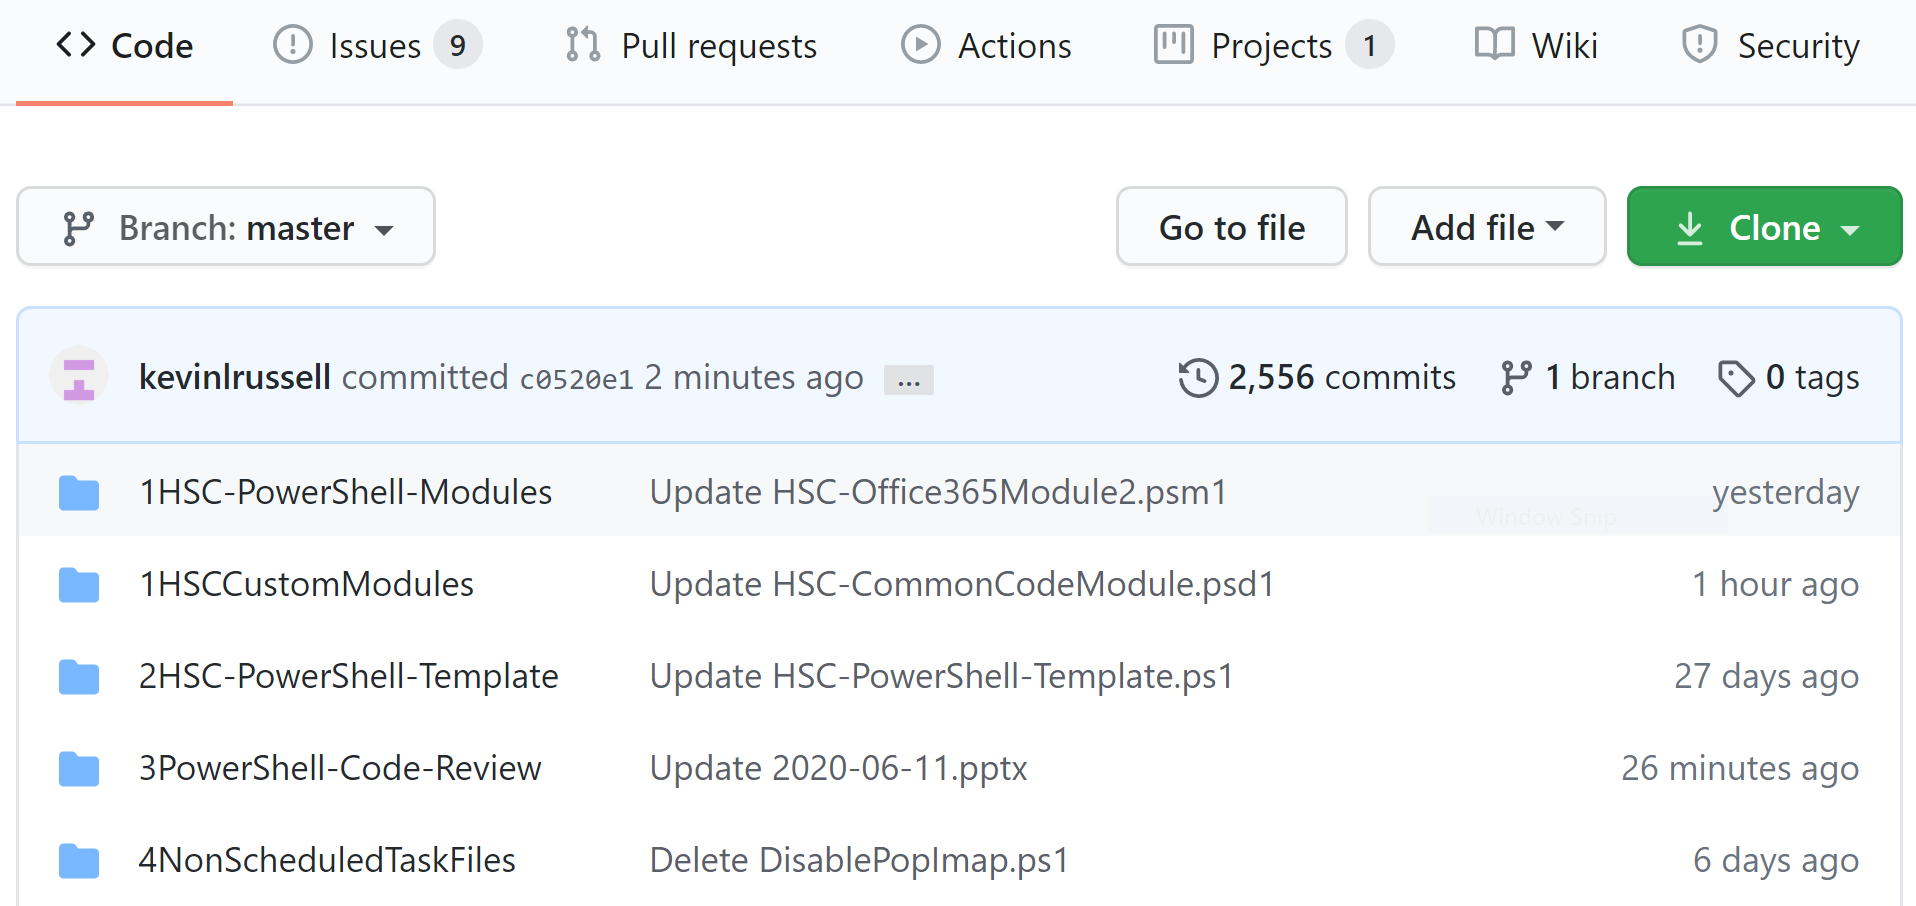 <> Code Issues 9 Pull requests Actions Projects 1 Wiki Security
Branch: master Go to file Add file Clone
kevinlrussell committed c0520e1 2 minutes ago ... 2,556 commits 1 branch 0 tags
1HSC-PowerShell-Modules Update HSC-Office365Module2.psm1 yesterday
Window Snip
1HSCCustomModules Update HSC-CommonCodeModule.psd1 1 hour ago
2HSC-PowerShell-Template Update HSC-PowerShell-Template.ps1 27 days ago
3PowerShell-Code-Review Update 2020-06-11.pptx 26 minutes ago
4NonScheduledTaskFiles Delete DisablePopImap.ps1 6 days ago